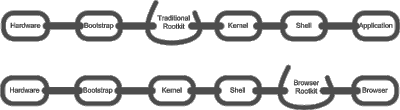 Hardware Bootstrap Traditional Rootkit Kernel Shell Application
Hardware Bootstrap Kernel Shell Browser Rootkit Browser